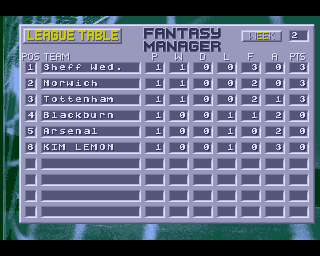 LEAGUE TABLE FANTASY MANAGER WEEK 2
POS TEAM P W D L F A PTS
1 Sheff Wed. 1 1 0 0 3 0 3
2 Norwich 1 1 0 0 2 0 3
3 Tottenham 1 1 0 0 2 1 3
4 Blackburn 1 0 0 1 1 2 0
5 Arsenal 1 0 0 1 0 2 0
6 KIM LEMON 1 0 0 1 0 3 0